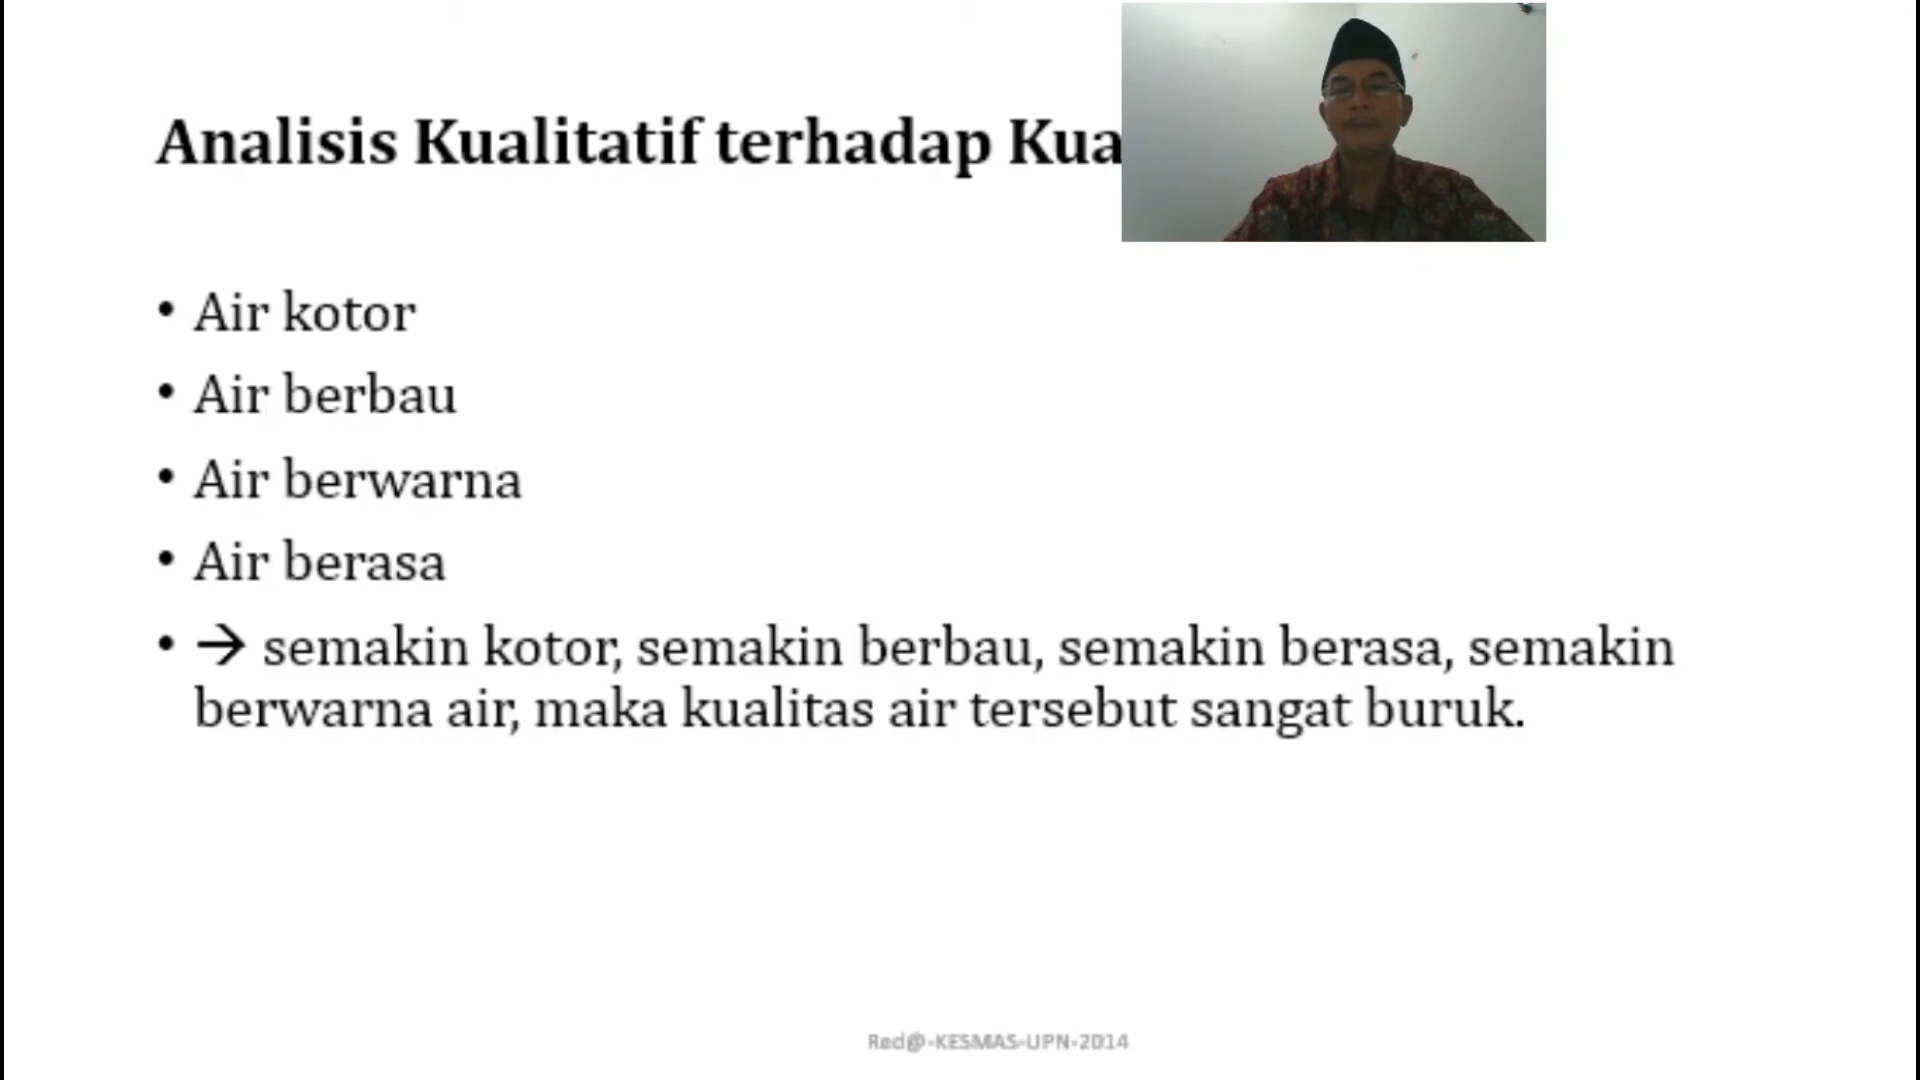 Analisis Kualitatif terhadap
• Air kotor
• Air berbau
• Air berwarna
• Air berasa
• → semakin kotor, semakin berbau, semakin berasa, semakin
berwarna air, maka kualitas air tersebut sangat buruk.
Red@-KESMAS-UPN-2014